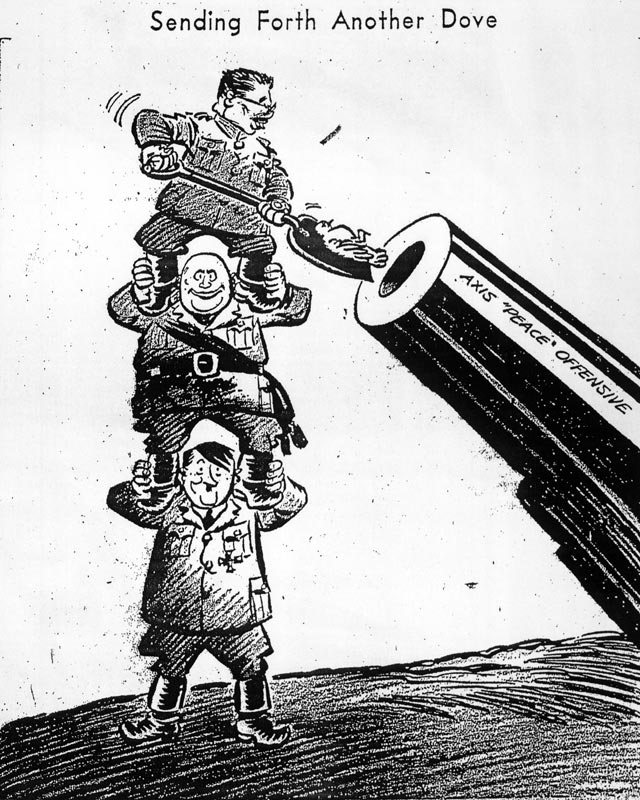 Sending Forth Another Dove
AXIS "PEACE" OFFENSIVE